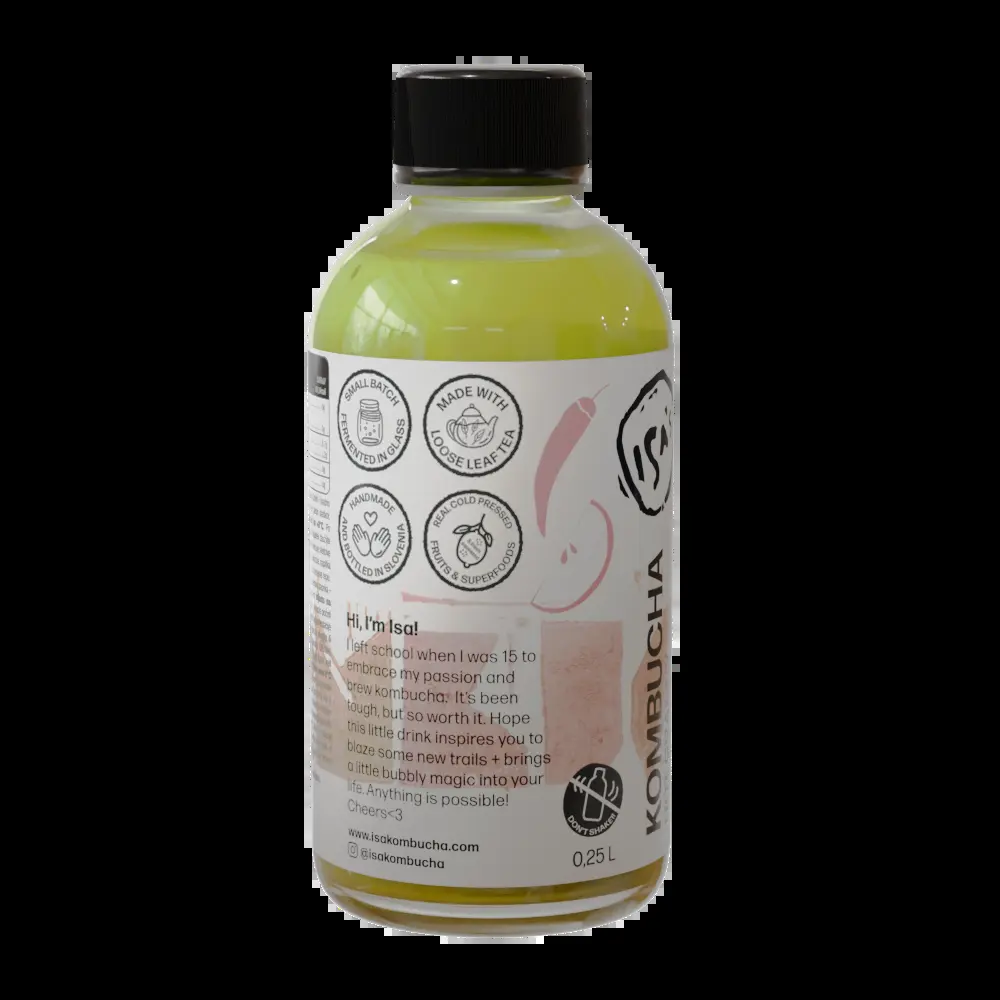 SMALL BATCH
FERMENTED IN GLASS
MADE WITH
LOOSE LEAF TEA
HANDMADE
AND BOTTLED IN SLOVENIA
REAL COLD PRESSED
FRUITS & SUPERFOODS
ISA
KOMBUCHA
Hi, I'm Isa!
I left school when I was 15 to
embrace my passion and
brew kombucha. It's been
tough, but so worth it. Hope
this little drink inspires you to
blaze some new trails + brings
a little bubbly magic into your
life. Anything is possible!
Cheers<3
www.isakombucha.com
@isakombucha
DON'T SHAKE!!
0,25 L